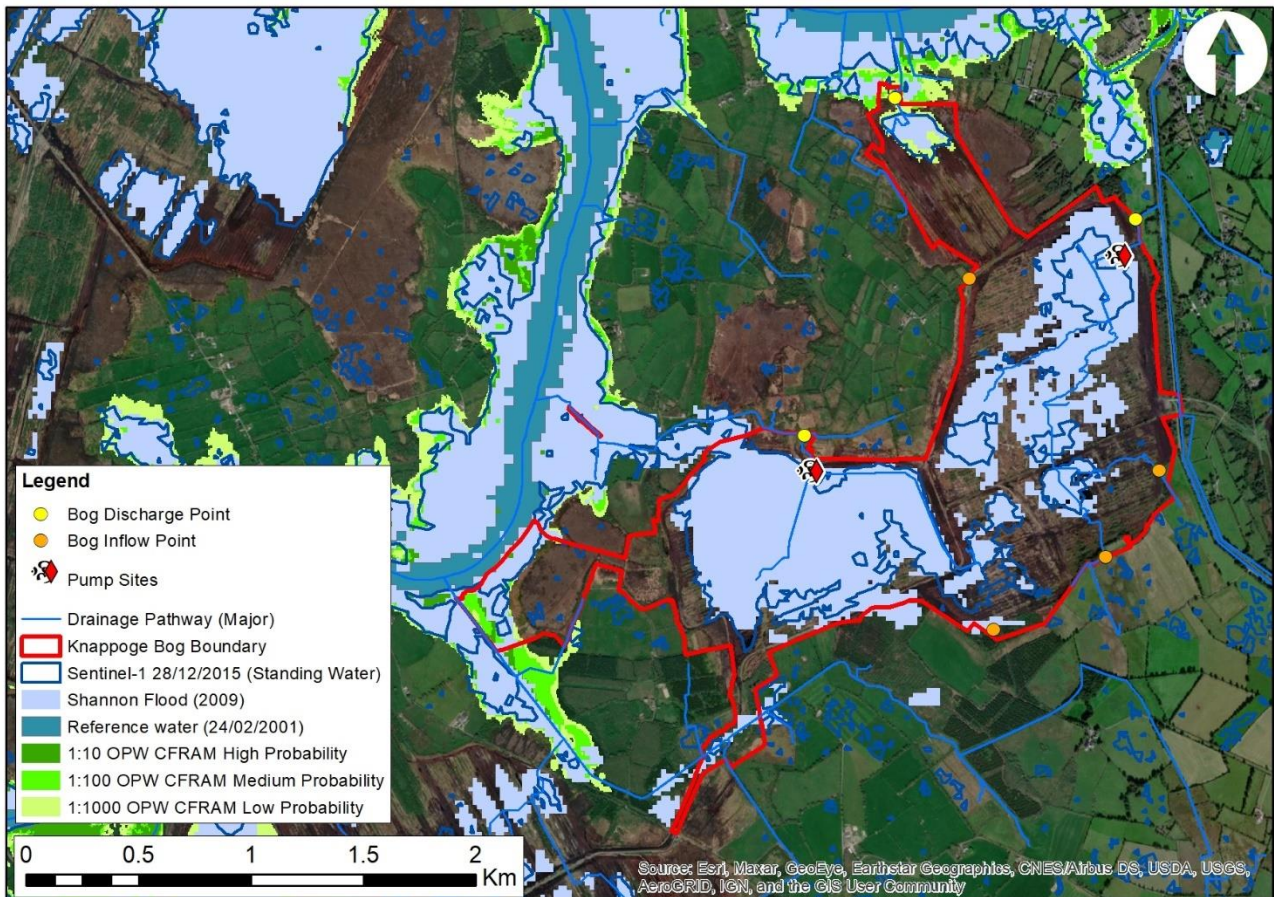 Legend
Bog Discharge Point
Bog Inflow Point
Pump Sites
Drainage Pathway (Major)
Knappoge Bog Boundary
Sentinel-1 28/12/2015 (Standing Water)
Shannon Flood (2009)
Reference water (24/02/2001)
1:10 OPW CFRAM High Probability
1:100 OPW CFRAM Medium Probability
1:1000 OPW CFRAM Low Probability
0 0.5 1 2
Km
Source: Esri, Maxar, GeoEye, Earthstar Geographics, CNES/Airbus DS, USDA, USGS,
AeroGRID, IGN, and the GIS User Community